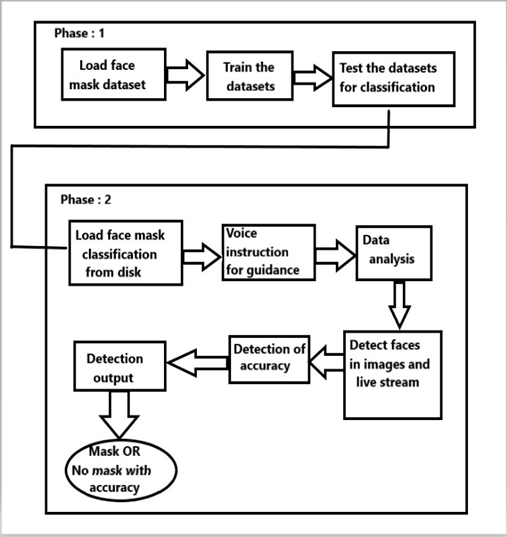 Phase : 1
Load face
mask dataset
Train the
datasets
Test the datasets
for classification
Phase : 2
Load face mask
classification
from disk
Voice
instruction
for guidance
Data
analysis
Detect faces
in images and
live stream
Detection of
accuracy
Detection
output
Mask OR
No mask with
accuracy